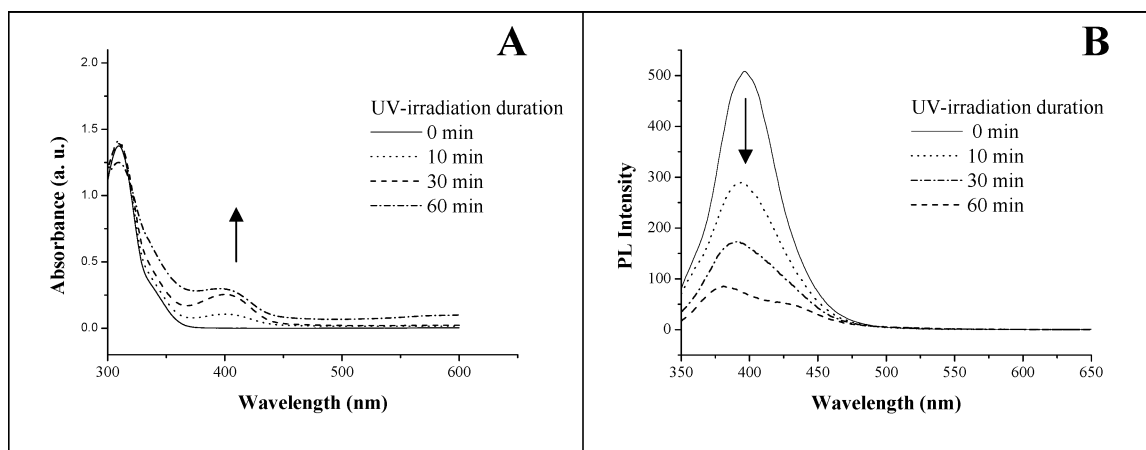 A
Absorbance (a. u.)
2.0
1.5
1.0
0.5
0.0
300
400
500
600
Wavelength (nm)
UV-irradiation duration
0 min
10 min
30 min
60 min
B
PL Intensity
500
400
300
200
100
0
350
400
450
500
550
600
650
Wavelength (nm)
UV-irradiation duration
0 min
10 min
30 min
60 min